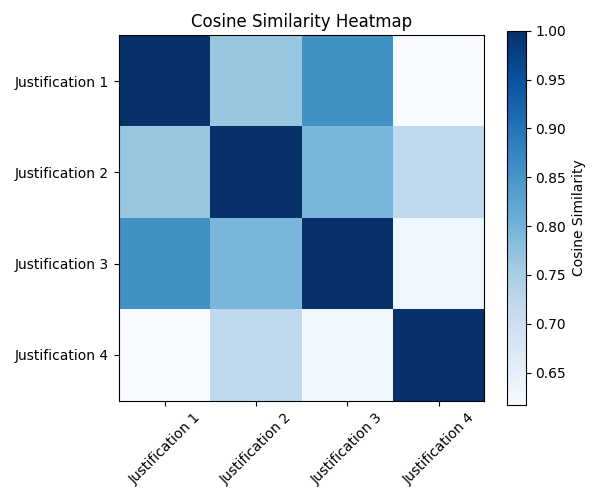 Cosine Similarity Heatmap
Justification 1
Justification 2
Justification 3
Justification 4
Justification 1
Justification 2
Justification 3
Justification 4
1.00
0.95
0.90
0.85
0.80
0.75
0.70
0.65
Cosine Similarity